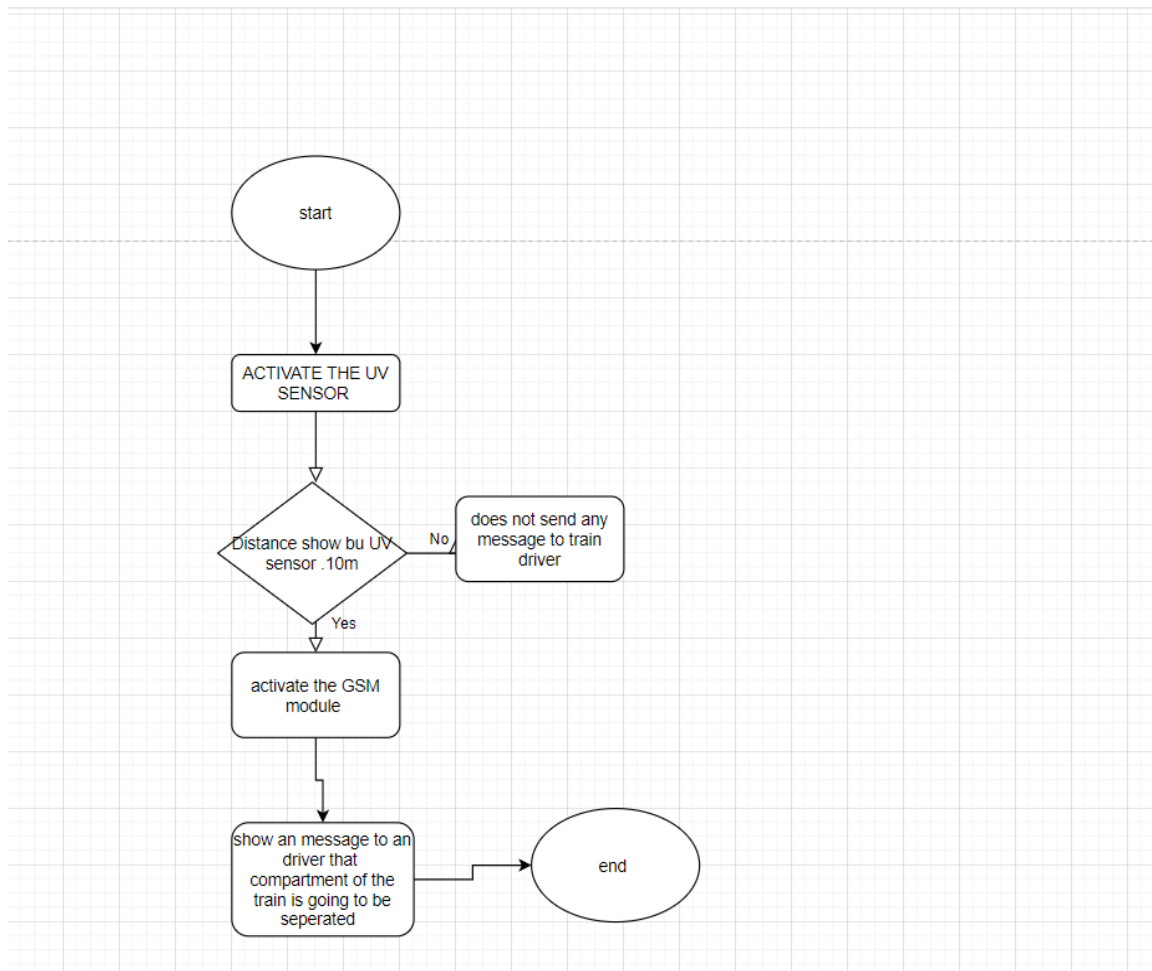 start
ACTIVATE THE UV
SENSOR
Distance show bu UV
sensor .10m
No
does not send any
message to train
driver
Yes
activate the GSM
module
show an message to an
driver that
compartment of the
train is going to be
seperated
end